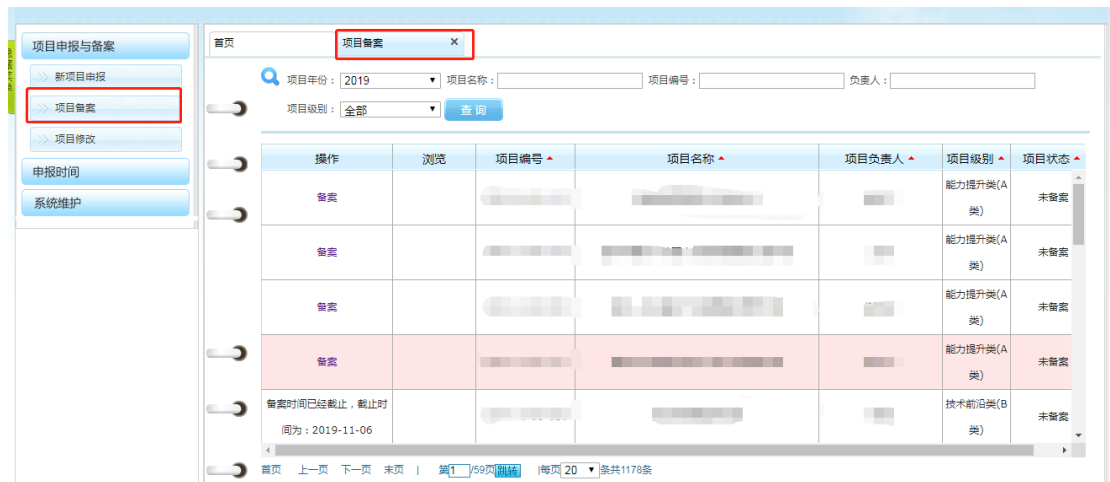 项目申报与备案
新项目申报
项目备案
项目修改
申报时间
系统维护
首页 项目备案 ×
项目年份： 2019 项目名称： 项目编号： 负责人：
项目级别： 全部 查询
操作 浏览 项目编号 项目名称 项目负责人 项目级别 项目状态
备案 能力提升类(A类) 未备案
备案 能力提升类(A类) 未备案
备案 能力提升类(A类) 未备案
备案 能力提升类(A类) 未备案
备案时间已经截止，截止时间为：2019-11-06 技术前沿类(B类) 未备案
首页 上一页 下一页 末页 | 第1/59页跳转 |每页20条共1178条